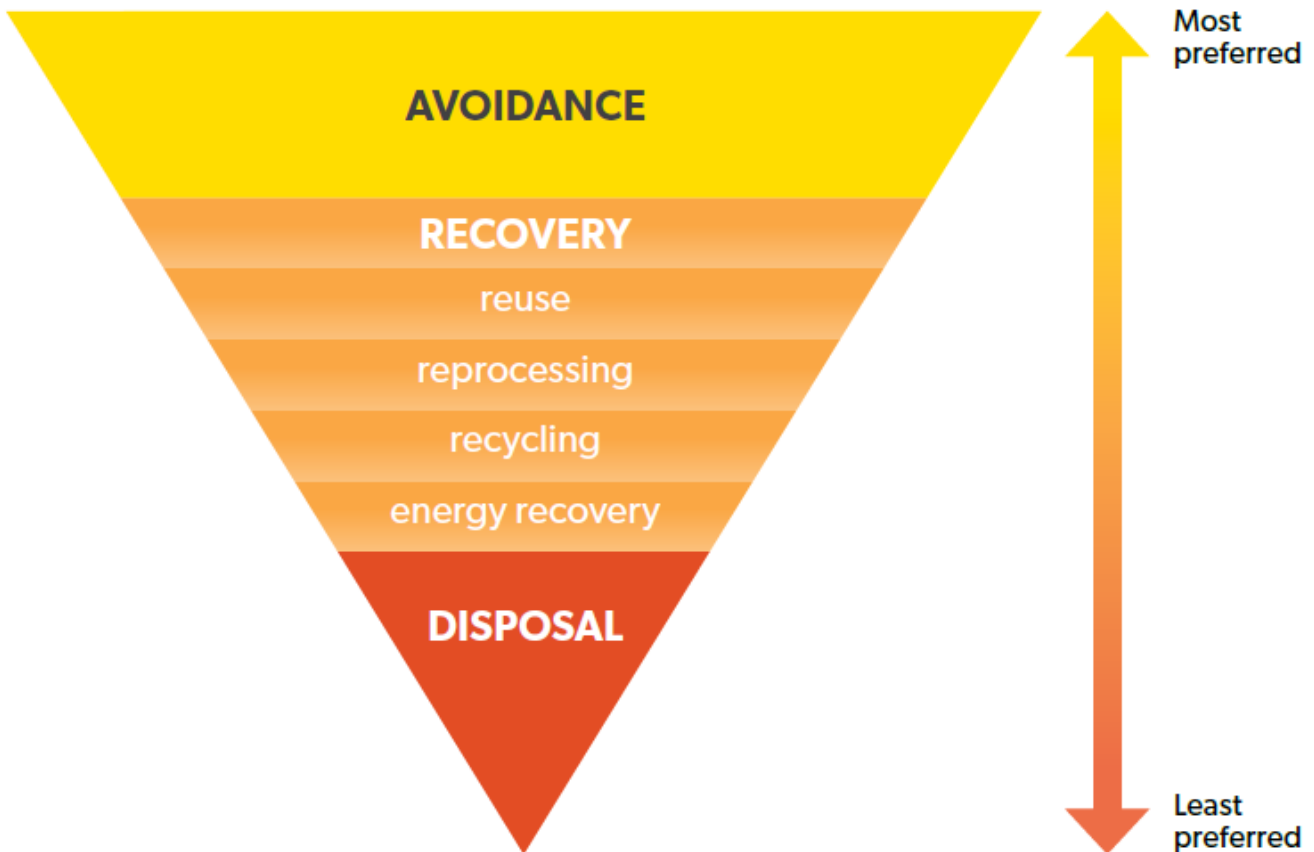 Most
preferred
AVOIDANCE
RECOVERY
reuse
reprocessing
recycling
energy recovery
DISPOSAL
Least
preferred